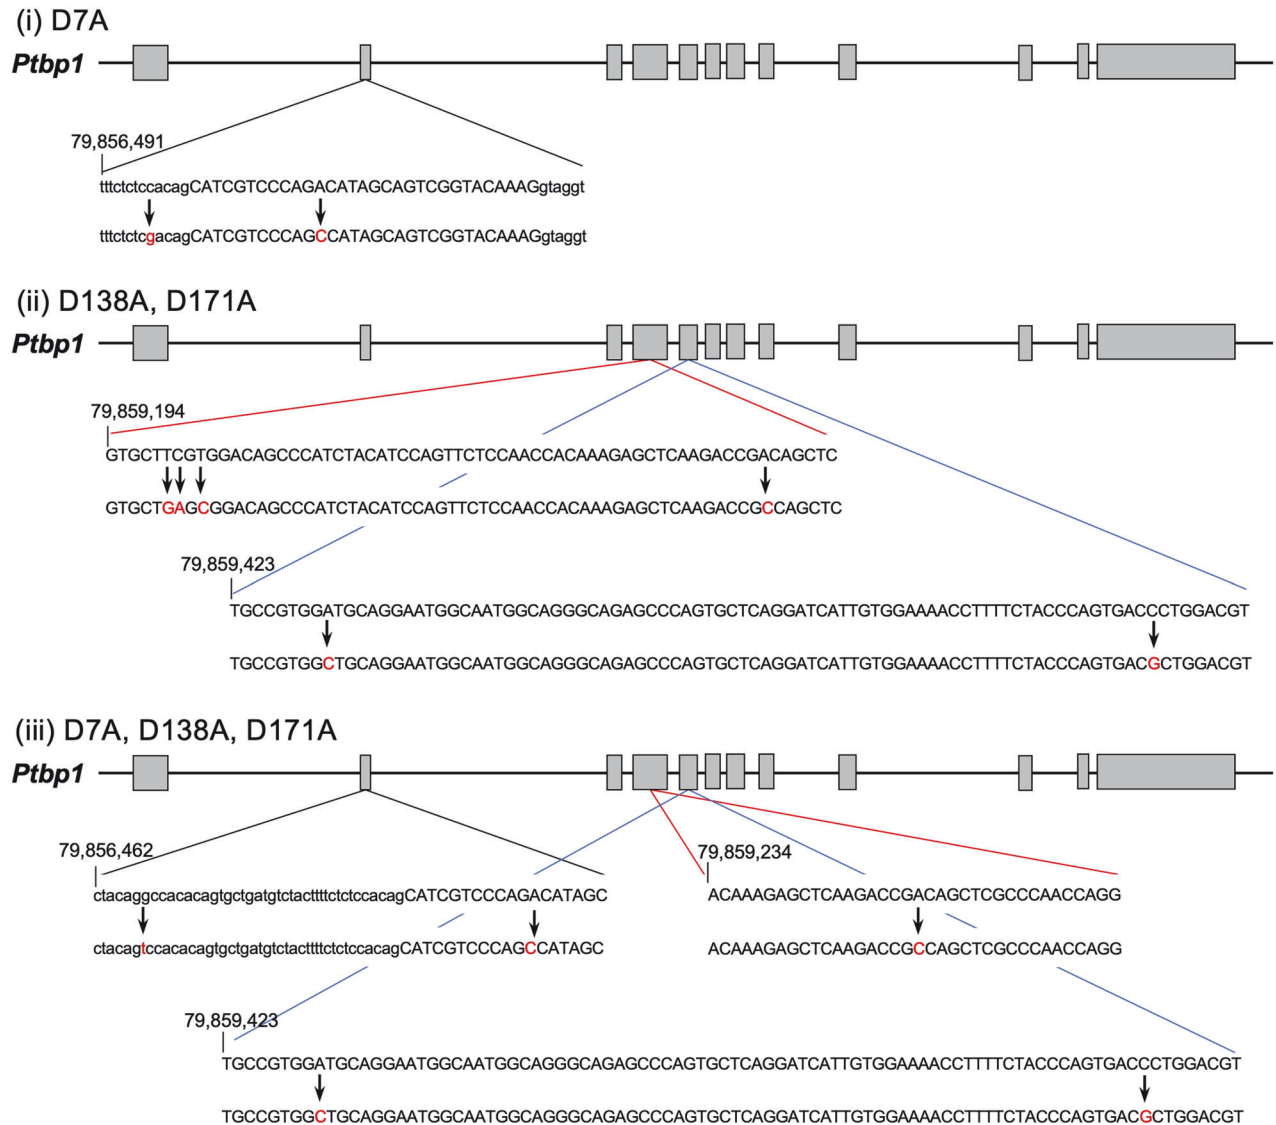 (i) D7A
Ptbp1
79,856,491
tttctctccacagCATCGTCCCAGACATAGCAGTCGGTACAAAGgtaggt
tttctctcgacagCATCGTCCCAGCCATAGCAGTCGGTACAAAGgtaggt
(ii) D138A, D171A
Ptbp1
79,859,194
GTGCTTCGTGGACAGCCCATCTACATCCAGTTCTCCAACCACAAAGAGCTCAAGACCGACAGCTC
GTGCTGAGCGGACAGCCCATCTACATCCAGTTCTCCAACCACAAAGAGCTCAAGACCGCCAGCTC
79,859,423
TGCCGTGGATGCAGGAATGGCAATGGCAGGGCAGAGCCCAGTGCTCAGGATCATTGTGGAAAACCTTTTCTACCCAGTGACCCTGGACGT
TGCCGTGGCTGCAGGAATGGCAATGGCAGGGCAGAGCCCAGTGCTCAGGATCATTGTGGAAAACCTTTTCTACCCAGTGACGCTGGACGT
(iii) D7A, D138A, D171A
Ptbp1
79,856,462
79,859,234
ctacaggccacacagtgctgatgtctacttttctctccacagCATCGTCCCAGACATAGC ACAAAGAGCTCAAGACCGACAGCTCGCCCAACCAGG
ctacagtccacacagtgctgatgtctacttttctctccacagCATCGTCCCAGCCATAGC ACAAAGAGCTCAAGACCGCCAGCTCGCCCAACCAGG
79,859,423
TGCCGTGGATGCAGGAATGGCAATGGCAGGGCAGAGCCCAGTGCTCAGGATCATTGTGGAAAACCTTTTCTACCCAGTGACCCTGGACGT
TGCCGTGGCTGCAGGAATGGCAATGGCAGGGCAGAGCCCAGTGCTCAGGATCATTGTGGAAAACCTTTTCTACCCAGTGACGCTGGACGT